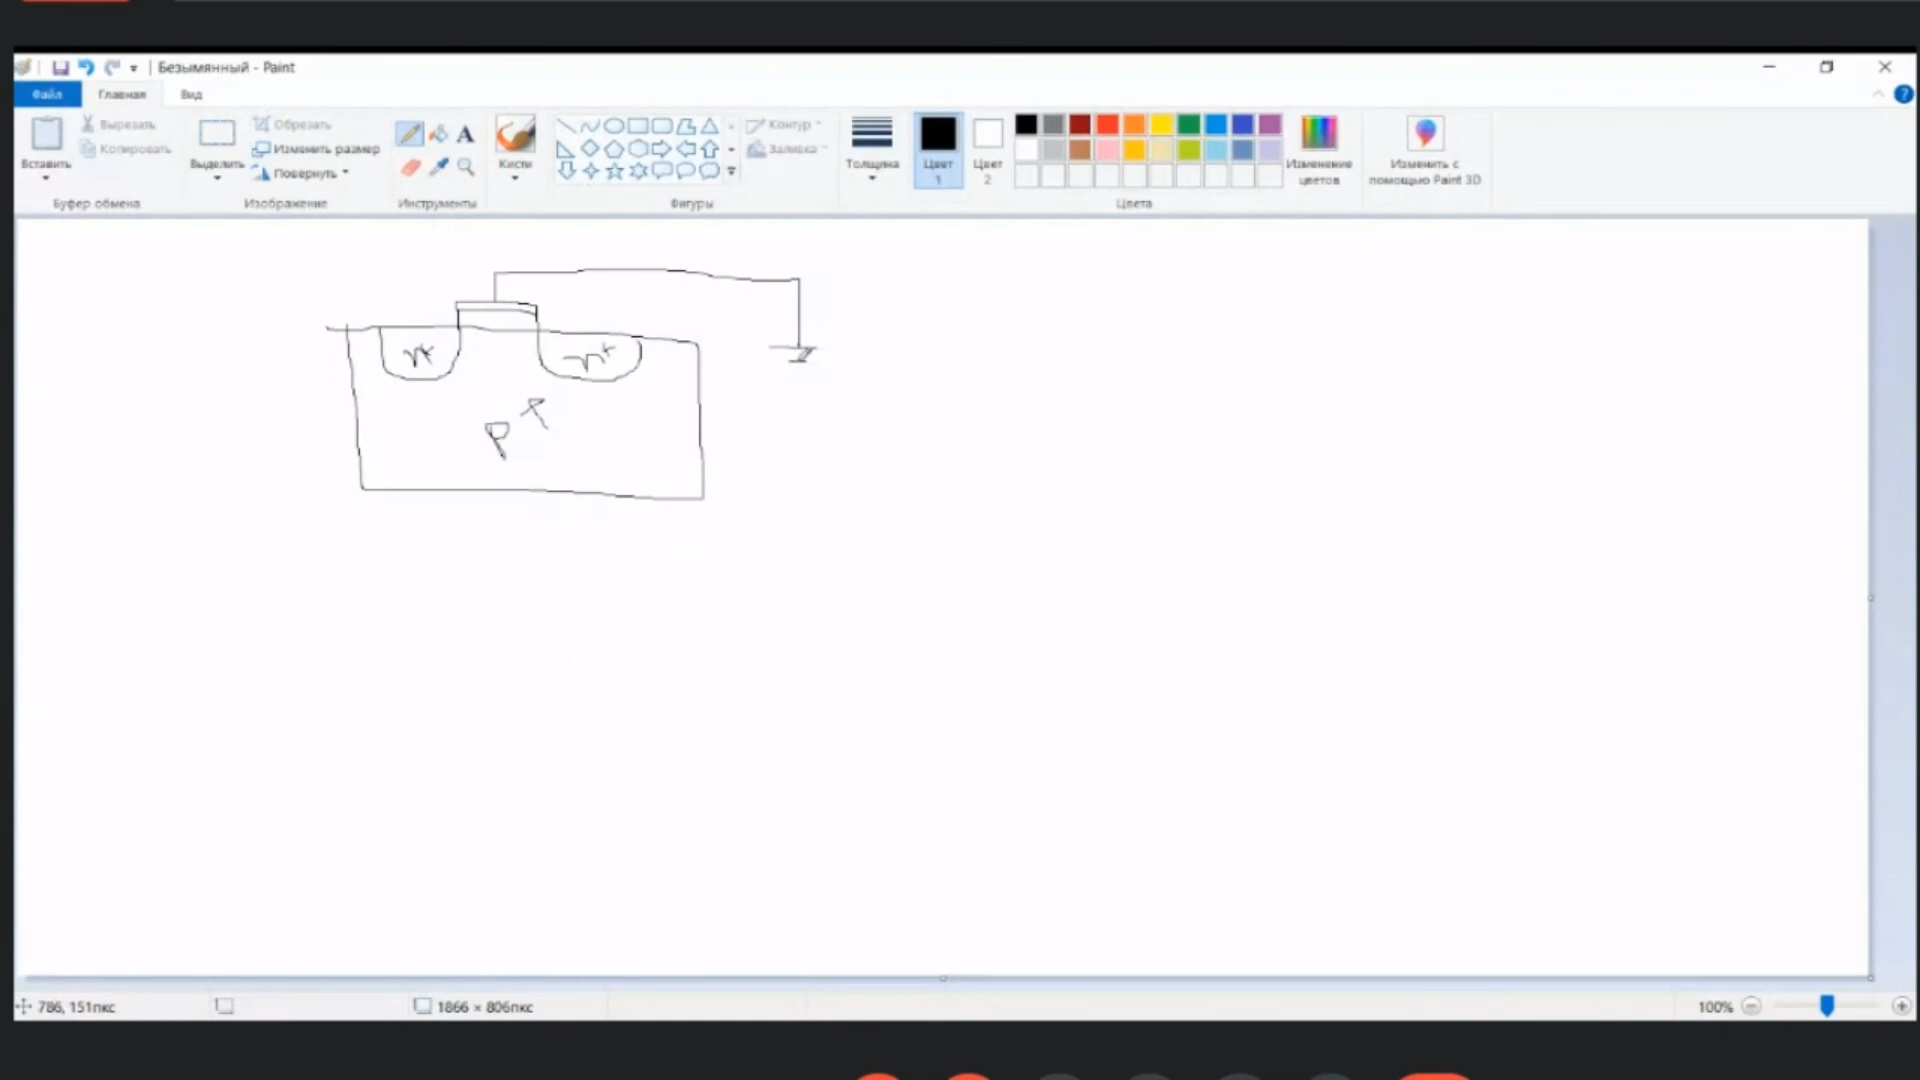 Безымянный - Paint
Файл Главная Вид
Вставить
Вырезать
Копировать
Буфер обмена
Выделить
Обрезать
Изменить размер
Повернуть
Изображение
A
Инструменты
Кисти
Фигуры
Контур
Заливка
Толщина
Цвет 1
Цвет 2
Цвета
Изменение цветов
Изменить с помощью Paint 3D
?
n+ n+
P
786, 151пкс
1866 × 806пкс
100%